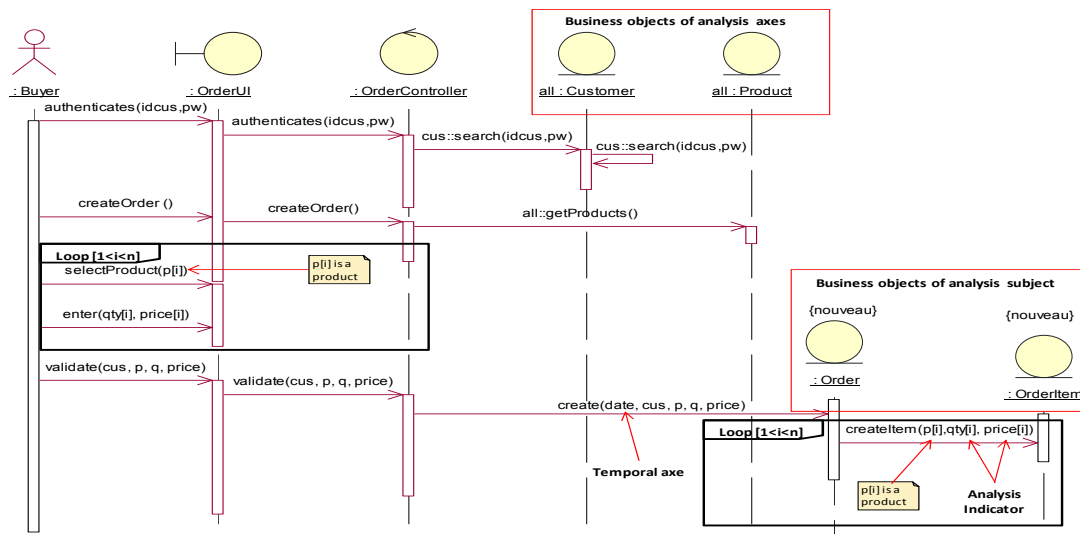 Business objects of analysis axes
: Buyer
: OrderUI
: OrderController
all : Customer
all : Product
authenticates(idcus,pw)
authenticates(idcus,pw)
cus::search(idcus,pw)
cus::search(idcus,pw)
createOrder ()
createOrder()
all::getProducts()
Loop [1<i<n]
selectProduct(p[i])
p[i] is a
product
enter(qty[i], price[i])
Business objects of analysis subject
{nouveau}
{nouveau}
: Order
: OrderItem
validate(cus, p, q, price)
validate(cus, p, q, price)
create(date, cus, p, q, price)
Loop [1<i<n]
createItem(p[i],qty[i], price[i])
Temporal axe
p[i] is a
product
Analysis
Indicator